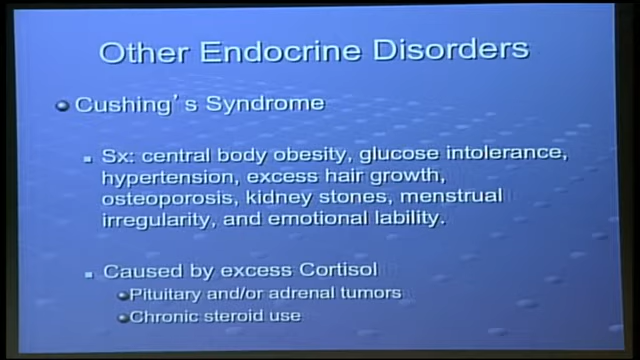 Other Endocrine Disorders
Cushing's Syndrome
Sx: central body obesity, glucose intolerance,
hypertension, excess hair growth,
osteoporosis, kidney stones, menstrual
irregularity, and emotional lability.
Caused by excess Cortisol
Pituitary and/or adrenal tumors
Chronic steroid use